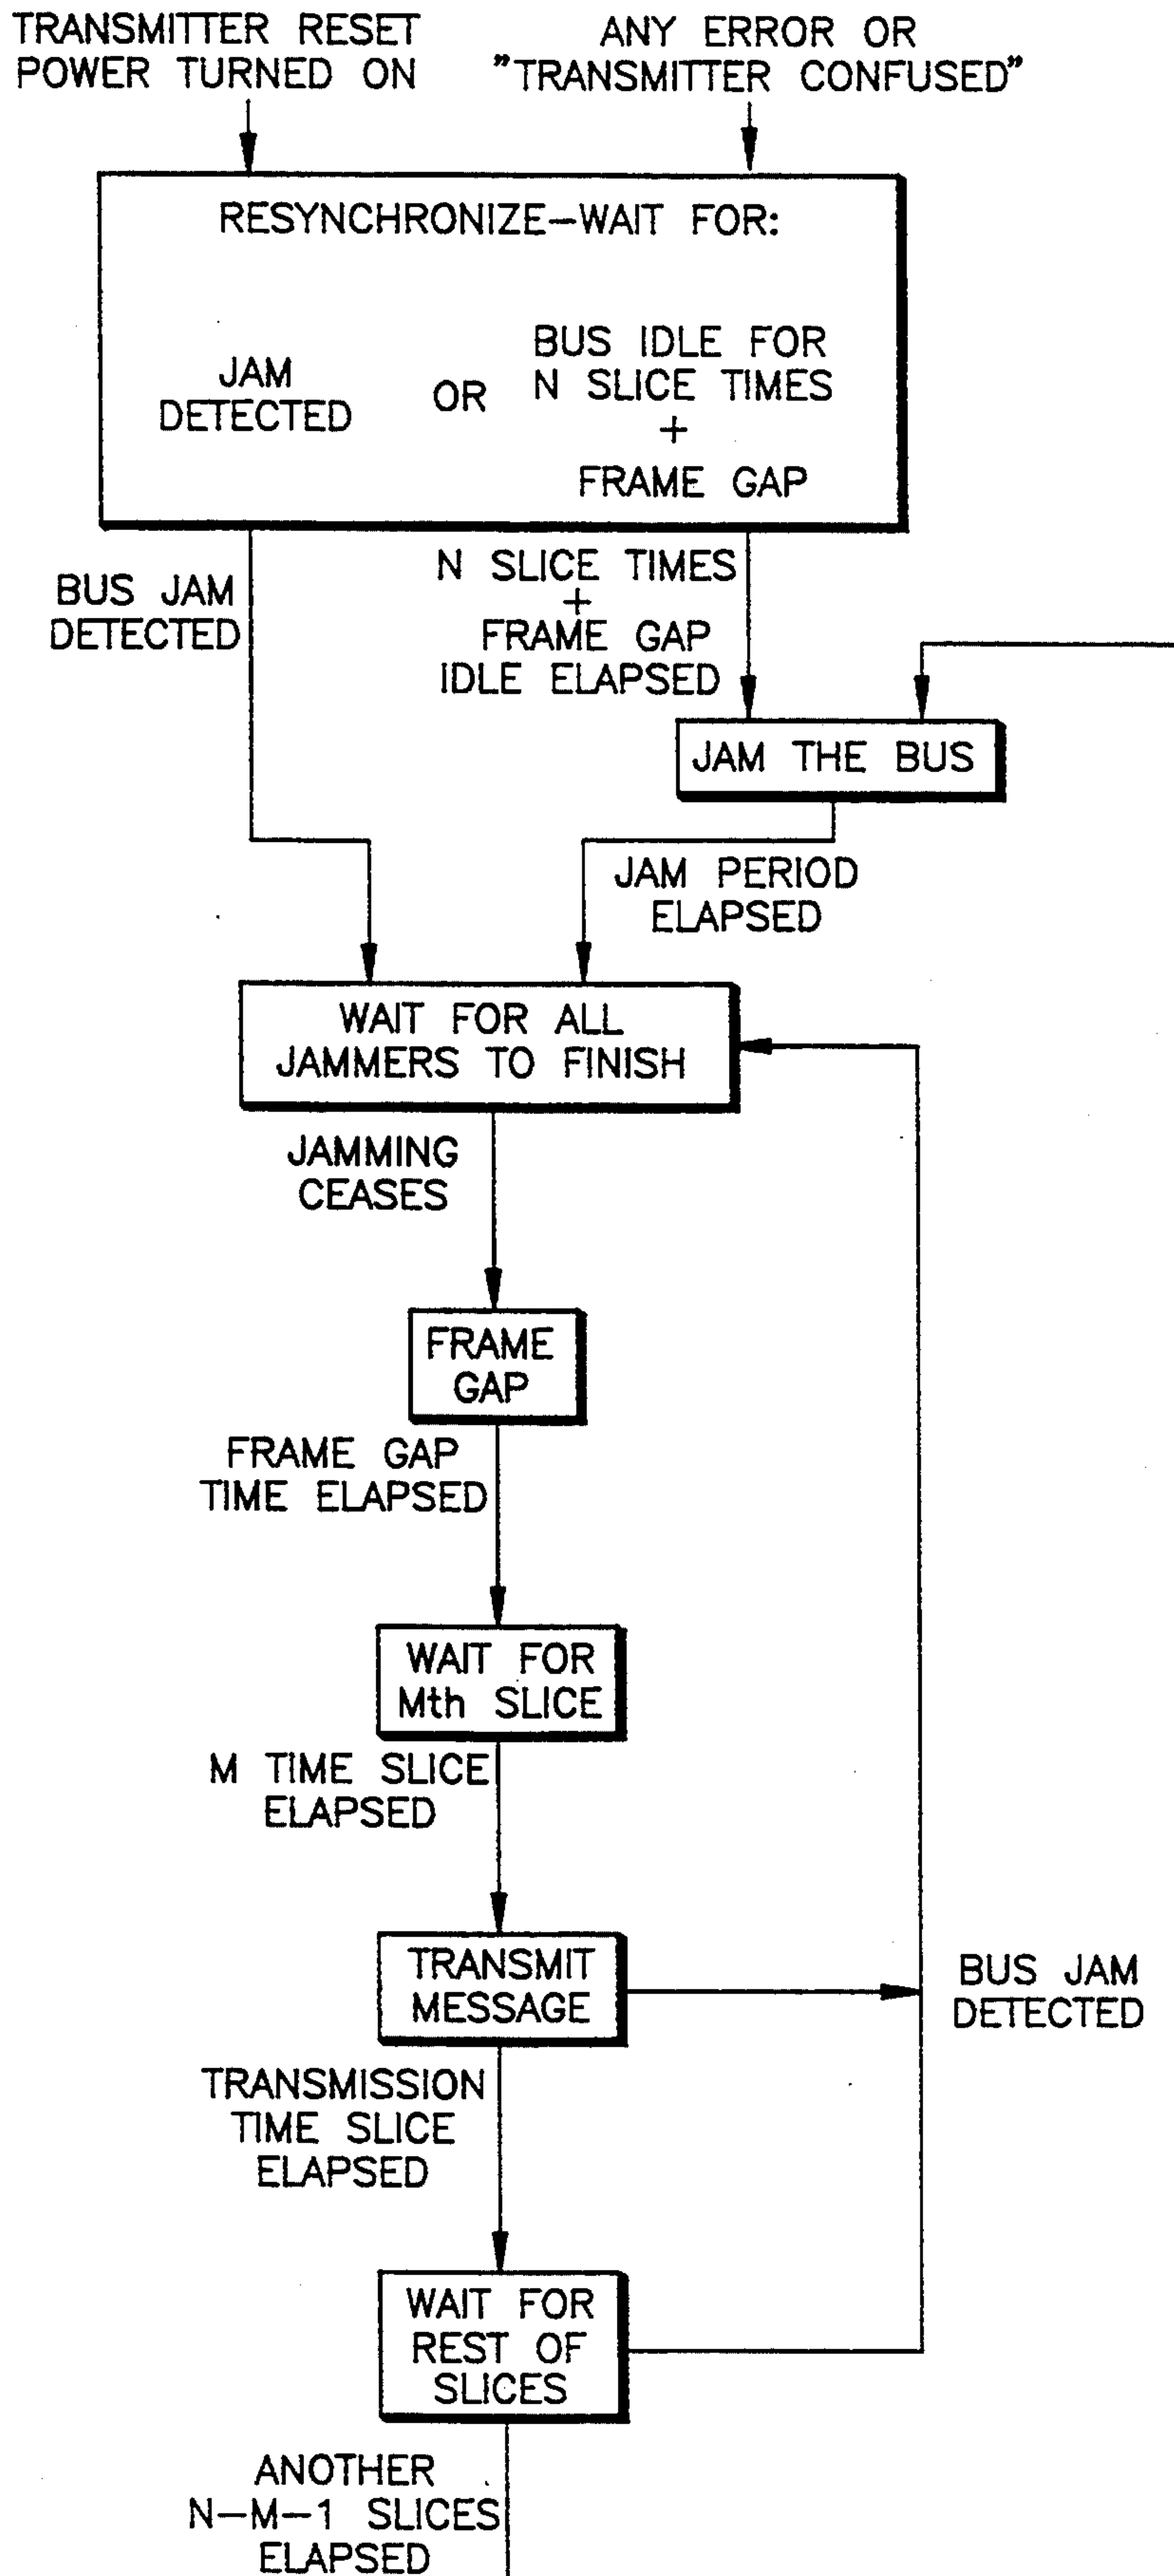 TRANSMITTER RESET
POWER TURNED ON
ANY ERROR OR
"TRANSMITTER CONFUSED"
RESYNCHRONIZE-WAIT FOR:
JAM
DETECTED
OR
BUS IDLE FOR
N SLICE TIMES
+
FRAME GAP
BUS JAM
DETECTED
N SLICE TIMES
+
FRAME GAP
IDLE ELAPSED
JAM THE BUS
JAM PERIOD
ELAPSED
WAIT FOR ALL
JAMMERS TO FINISH
JAMMING
CEASES
FRAME
GAP
FRAME GAP
TIME ELAPSED
WAIT FOR
Mth SLICE
M TIME SLICE
ELAPSED
TRANSMIT
MESSAGE
BUS JAM
DETECTED
TRANSMISSION
TIME SLICE
ELAPSED
WAIT FOR
REST OF
SLICES
ANOTHER
N-M-1 SLICES
ELAPSED